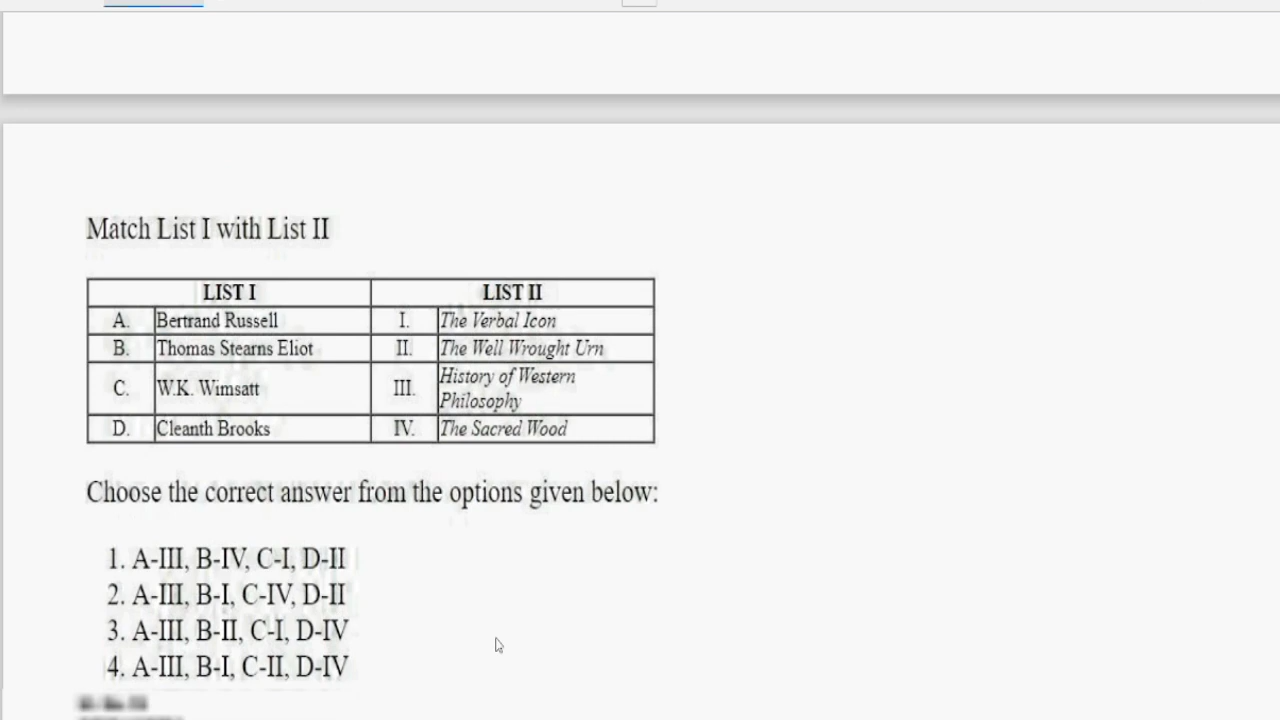 Match List I with List II
LIST I LIST II
A. Bertrand Russell I. The Verbal Icon
B. Thomas Stearns Eliot II. The Well Wrought Urn
C. W.K. Wimsatt III. History of Western
Philosophy
D. Cleanth Brooks IV. The Sacred Wood
Choose the correct answer from the options given below:
1. A-III, B-IV, C-I, D-II
2. A-III, B-I, C-IV, D-II
3. A-III, B-II, C-I, D-IV
4. A-III, B-I, C-II, D-IV